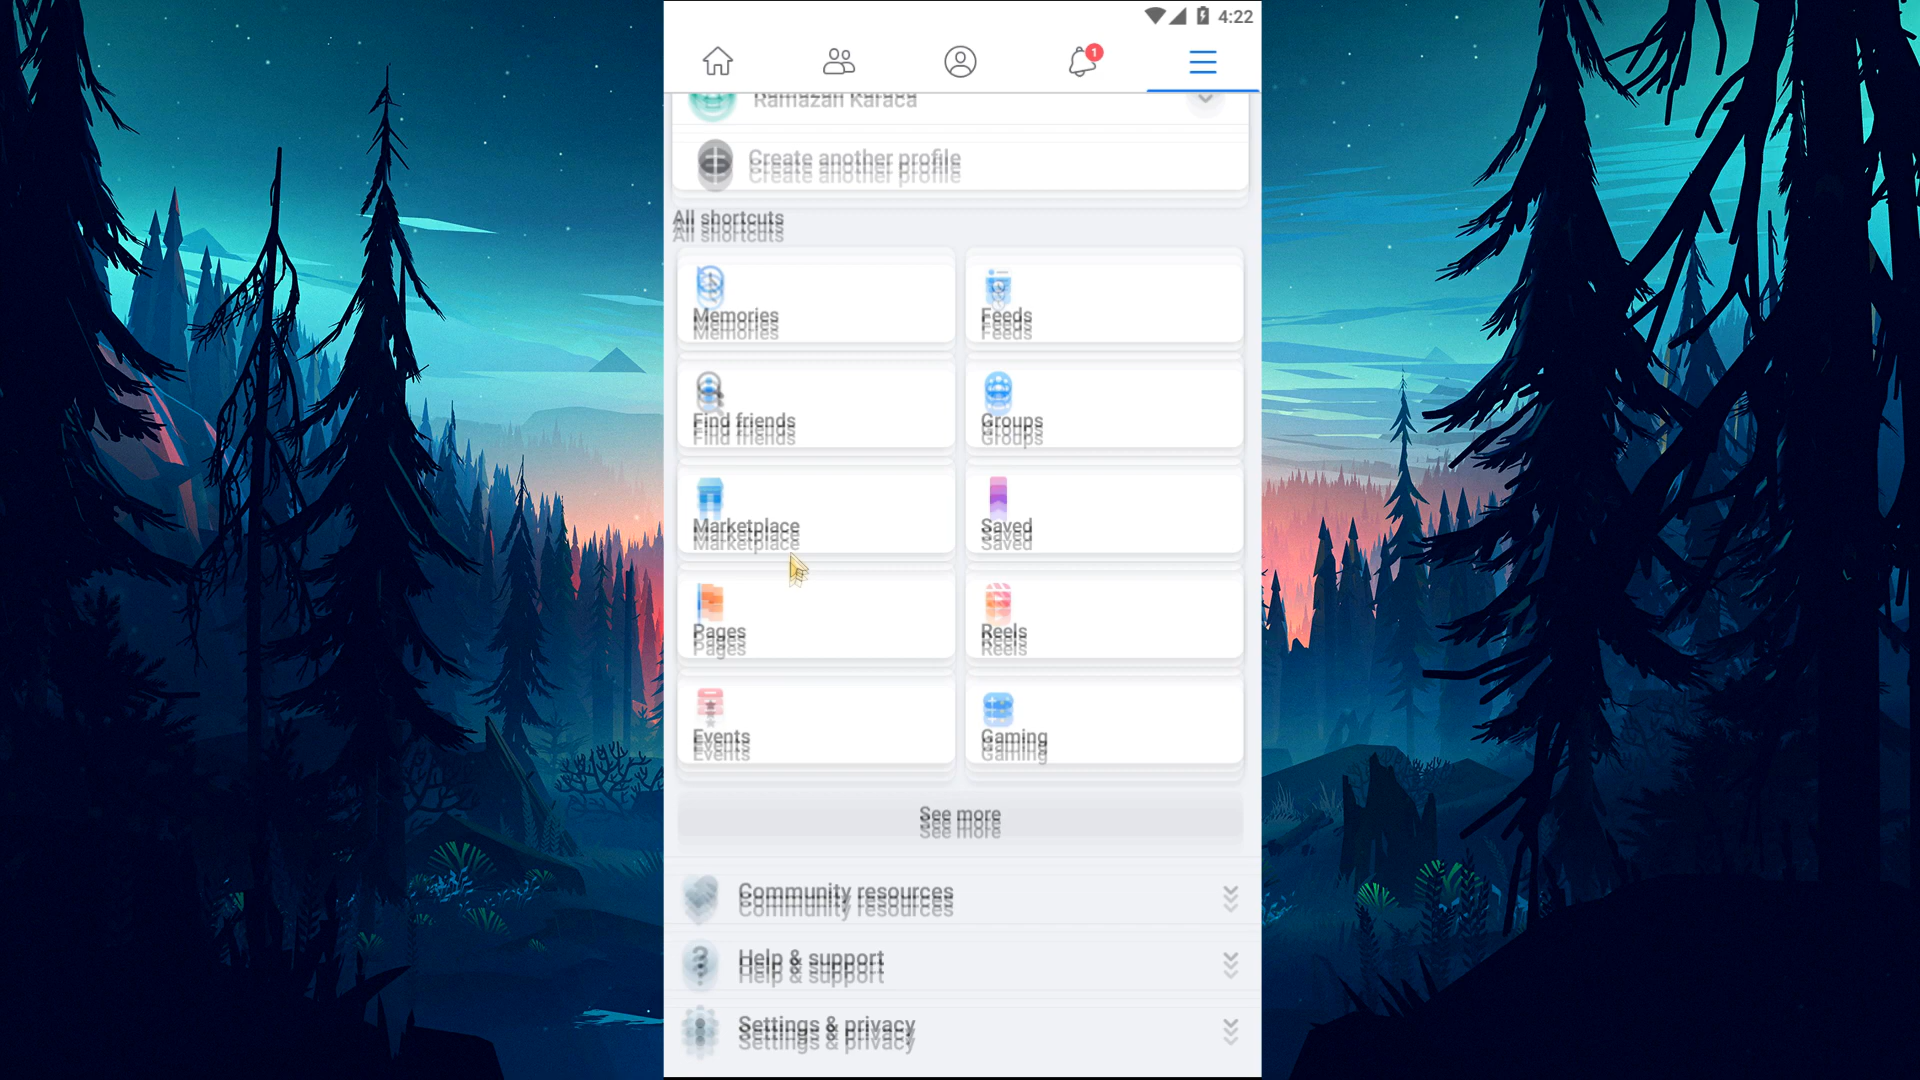 4:22
1
Ramazan Karaca
Create another profile
All shortcuts
Memories
Feeds
Find friends
Groups
Marketplace
Saved
Pages
Reels
Events
Gaming
See more
Community resources
Help & support
Settings & privacy